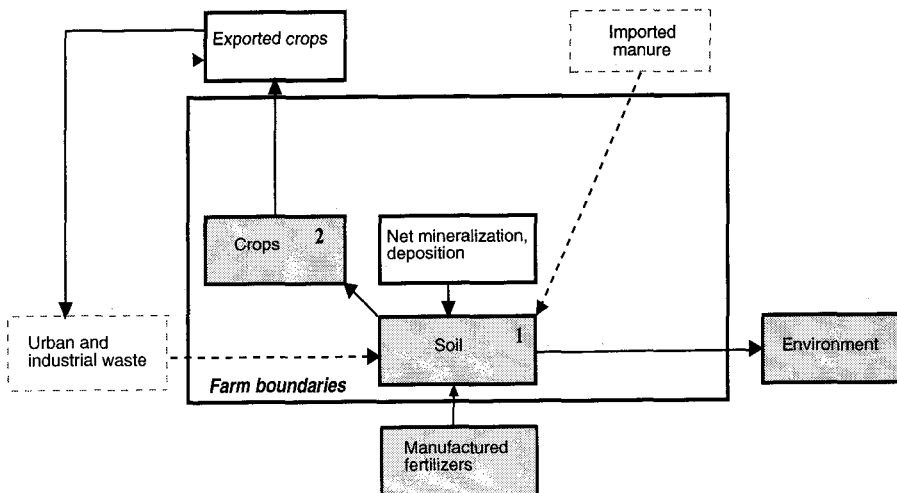 Exported crops
Imported
manure
Crops 2
Net mineralization,
deposition
Urban and
industrial waste
Soil 1
Environment
Farm boundaries
Manufactured
fertilizers